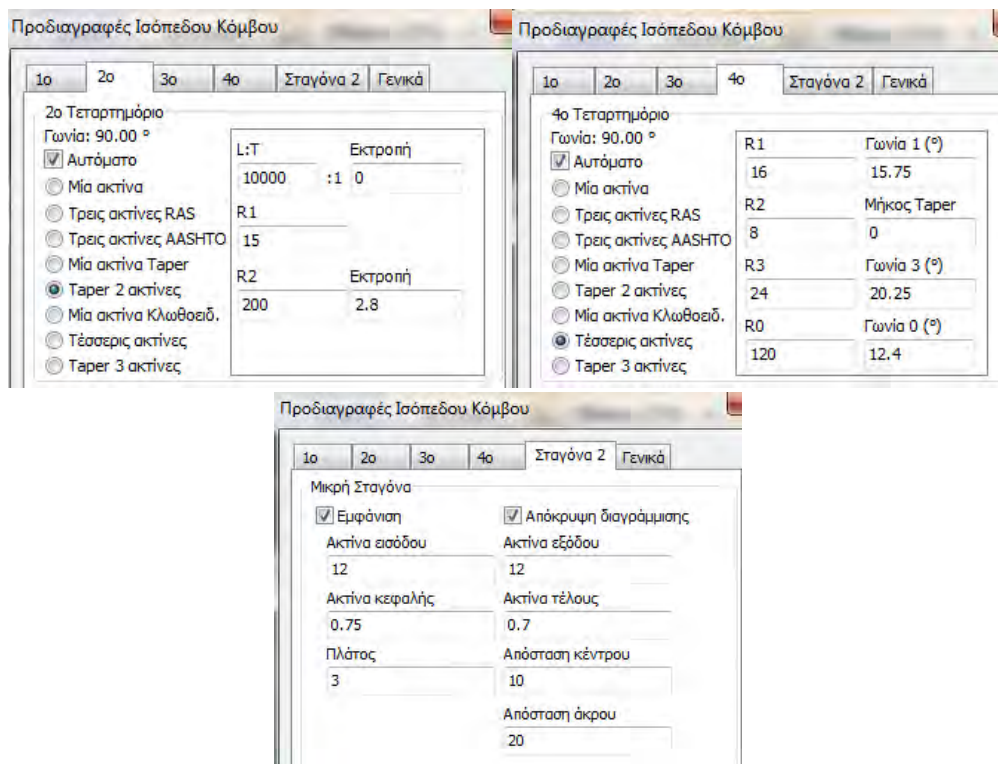 Προδιαγραφές Ισόπεδου Κόμβου
1ο 2ο 3ο 4ο Σταγόνα 2 Γενικά
2ο Τεταρτημόριο
Γωνία: 90.00 °
Αυτόματο
Μία ακτίνα
Τρεις ακτίνες RAS
Τρεις ακτίνες AASHTO
Μία ακτίνα Taper
Taper 2 ακτίνες
Μία ακτίνα Κλωθοειδ.
Τέσσερις ακτίνες
Taper 3 ακτίνες
L:T Εκτροπή
10000 :1 0
R1
15
R2 Εκτροπή
200 2.8
Προδιαγραφές Ισόπεδου Κόμβου
1ο 2ο 3ο 4ο Σταγόνα 2 Γενικά
4ο Τεταρτημόριο
Γωνία: 90.00 °
Αυτόματο
Μία ακτίνα
Τρεις ακτίνες RAS
Τρεις ακτίνες AASHTO
Μία ακτίνα Taper
Taper 2 ακτίνες
Μία ακτίνα Κλωθοειδ.
Τέσσερις ακτίνες
Taper 3 ακτίνες
R1 Γωνία 1 (°)
16 15.75
R2 Μήκος Taper
8 0
R3 Γωνία 3 (°)
24 20.25
R0 Γωνία 0 (°)
120 12.4
Προδιαγραφές Ισόπεδου Κόμβου
1ο 2ο 3ο 4ο Σταγόνα 2 Γενικά
Μικρή Σταγόνα
Εμφάνιση Απόκρυψη διαγράμμισης
Ακτίνα εισόδου Ακτίνα εξόδου
12 12
Ακτίνα κεφαλής Ακτίνα τέλους
0.75 0.7
Πλάτος Απόσταση κέντρου
3 10
Απόσταση άκρου
20